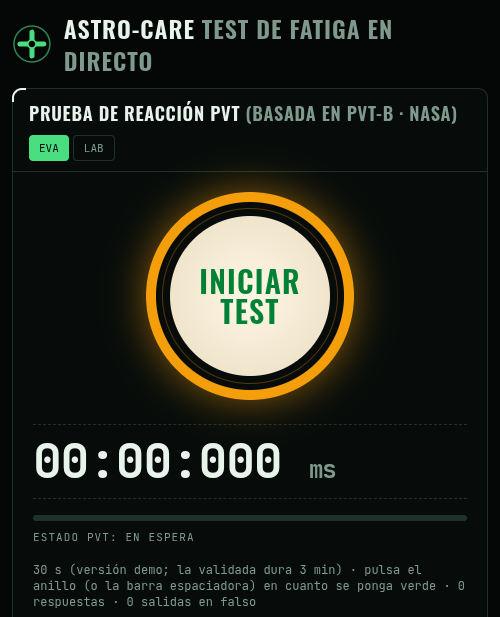 ASTRO-CARE TEST DE FATIGA EN
DIRECTO
PRUEBA DE REACCIÓN PVT (BASADA EN PVT-B · NASA)
EVA LAB
INICIAR
TEST
00:00:000 ms
ESTADO PVT: EN ESPERA
30 s (versión demo; la validada dura 3 min) · pulsa el
anillo (o la barra espaciadora) en cuanto se ponga verde · 0
respuestas · 0 salidas en falso